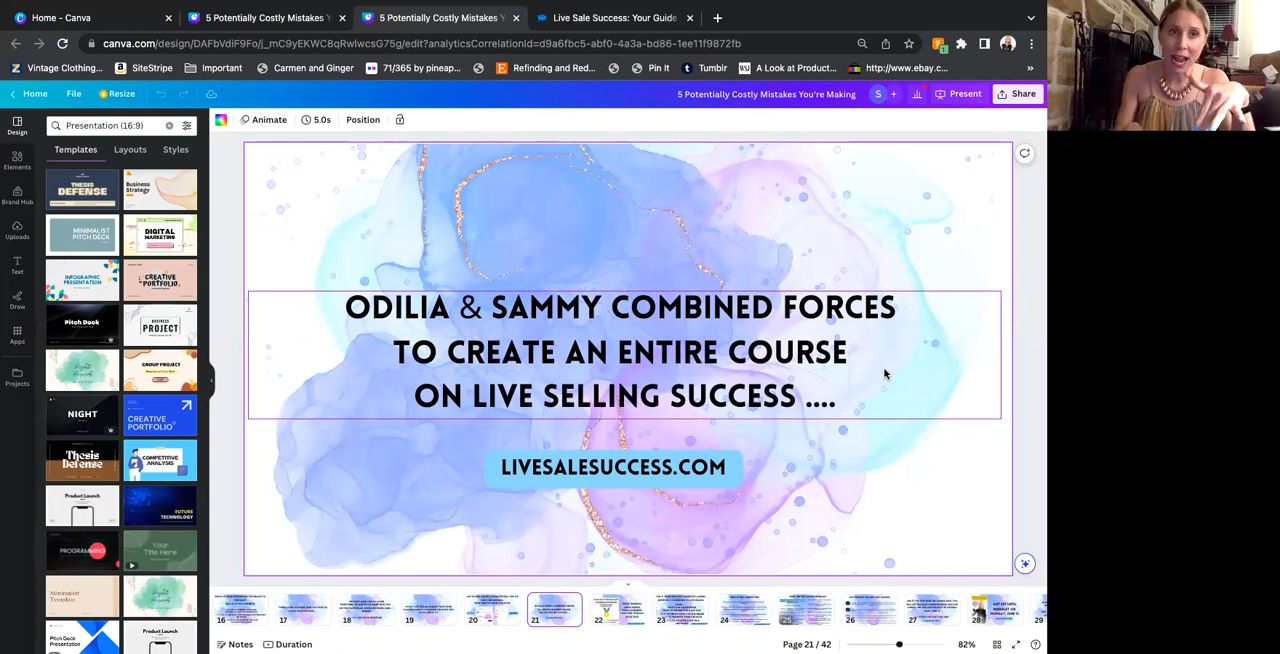 Home - Canva
5 Potentially Costly Mistakes Y
5 Potentially Costly Mistakes Y
Live Sale Success: Your Guide
canva.com/design/DAFbVdiF9Fo/j_mC9yEKWC8qRwlwcsG75g/edit?analyticsCorrelationId=d9a6fbc5-abf0-4a3a-bd86-1ee11f9872fb
Vintage Clothing...
SiteStripe
Important
Carmen and Ginger
71/365 by pineap...
Refinding and Red...
Pin It
Tumblr
WSJ
A Look at Product...
http://www.ebay.c...
Home
File
Resize
5 Potentially Costly Mistakes You're Making
S
Present
Share
Design
Presentation (16:9)
Animate
5.0s
Position
Templates
Layouts
Styles
Elements
Brand Hub
Uploads
Text
Draw
Apps
Projects
THESIS
DEFENSE
Business
Strategy
MINIMALIST
PITCH DECK
DIGITAL
MARKETING
INFOGRAPHIC
PRESENTATION
CREATIVE
PORTFOLIO
Pitch Deck
BUSINESS
PROJECT
GROUP PROJECT
NIGHT
CREATIVE
PORTFOLIO
Thesis
Defense
COMPETITIVE
ANALYSIS
Product Launch
FUTURE
TECHNOLOGY
PROGRAMMING
Your
Title Here
Minimalist
Template
Pitch Deck
Presentation
Product Launch
ODILIA & SAMMY COMBINED FORCES
TO CREATE AN ENTIRE COURSE
ON LIVE SELLING SUCCESS ....
LIVESALESUCCESS.COM
16
17
18
19
20
21
22
23
24
25
26
27
28
29
Notes
Duration
Page 21 / 42
82%